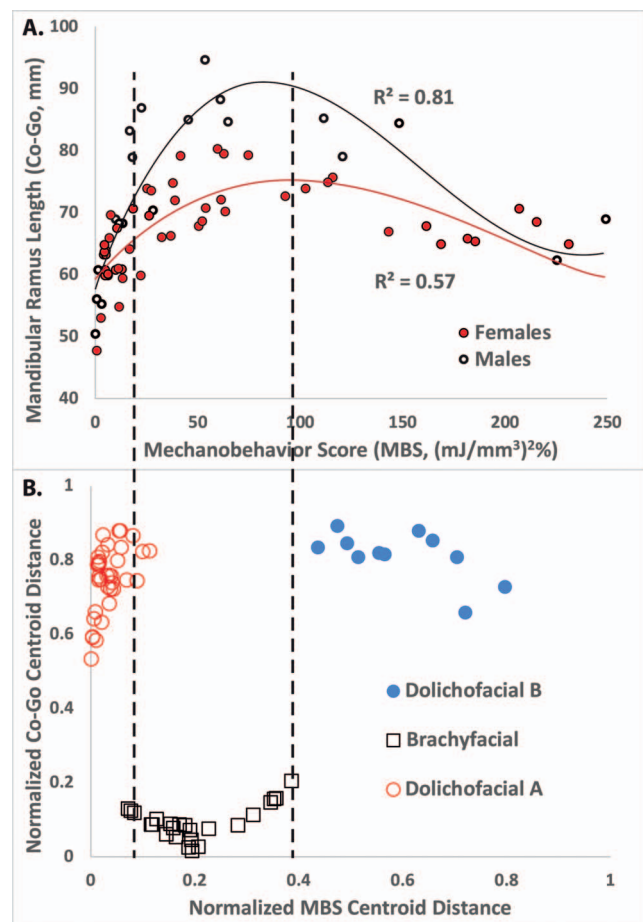 A.
100
90
80
70
60
50
40
Mandibular Ramus Length (Co-Go, mm)
R² = 0.81
R² = 0.57
Females
Males
0 50 100 150 200 250
Mechanobehavior Score (MBS, (mJ/mm³)²%)
B.
1
0.8
0.6
0.4
0.2
0
Normalized Co-Go Centroid Distance
Dolichofacial B
Brachyfacial
Dolichofacial A
0 0.2 0.4 0.6 0.8 1
Normalized MBS Centroid Distance